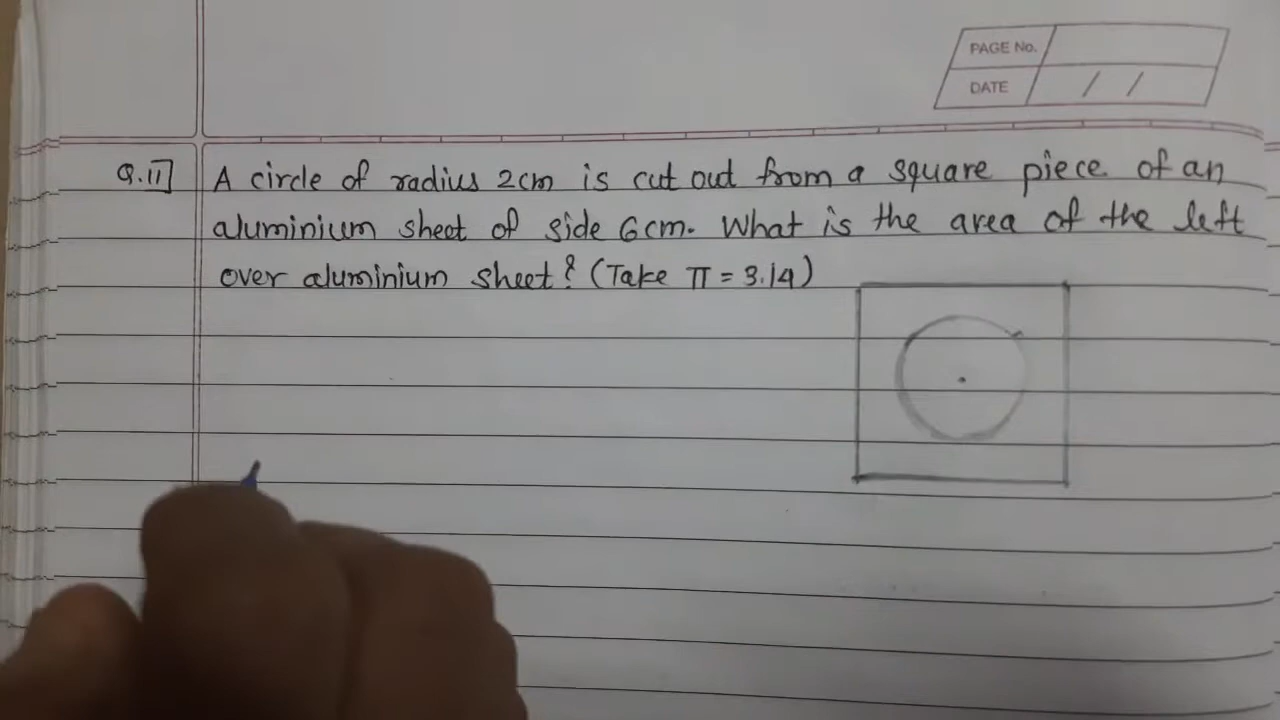 PAGE No.
DATE / /
Q.11] A circle of radius 2cm is cut out from a square piece of an
aluminium sheet of side 6cm. What is the area of the left
over aluminium sheet? (Take π = 3.14)